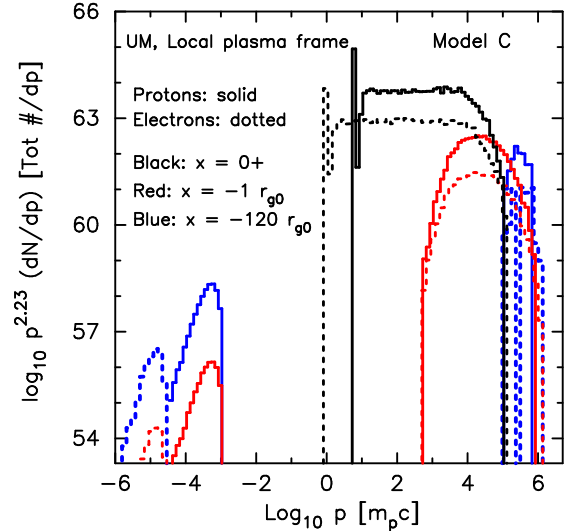 66
UM, Local plasma frame Model C
Protons: solid
Electrons: dotted
63
Black: x = 0+
Red: x = −1 r_g0
Blue: x = −120 r_g0
60
57
54
log₁₀ p^2.23 (dN/dp) [Tot #/dp]
−6 −4 −2 0 2 4 6
Log₁₀ p [m_pc]